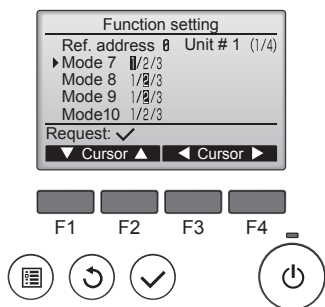 Function setting
Ref. address 0 Unit # 1 (1/4)
Mode 7 1/2/3
Mode 8 1/2/3
Mode 9 1/2/3
Mode10 1/2/3
Request: ✓
▼ Cursor ▲ ◀ Cursor ▶
F1 F2 F3 F4